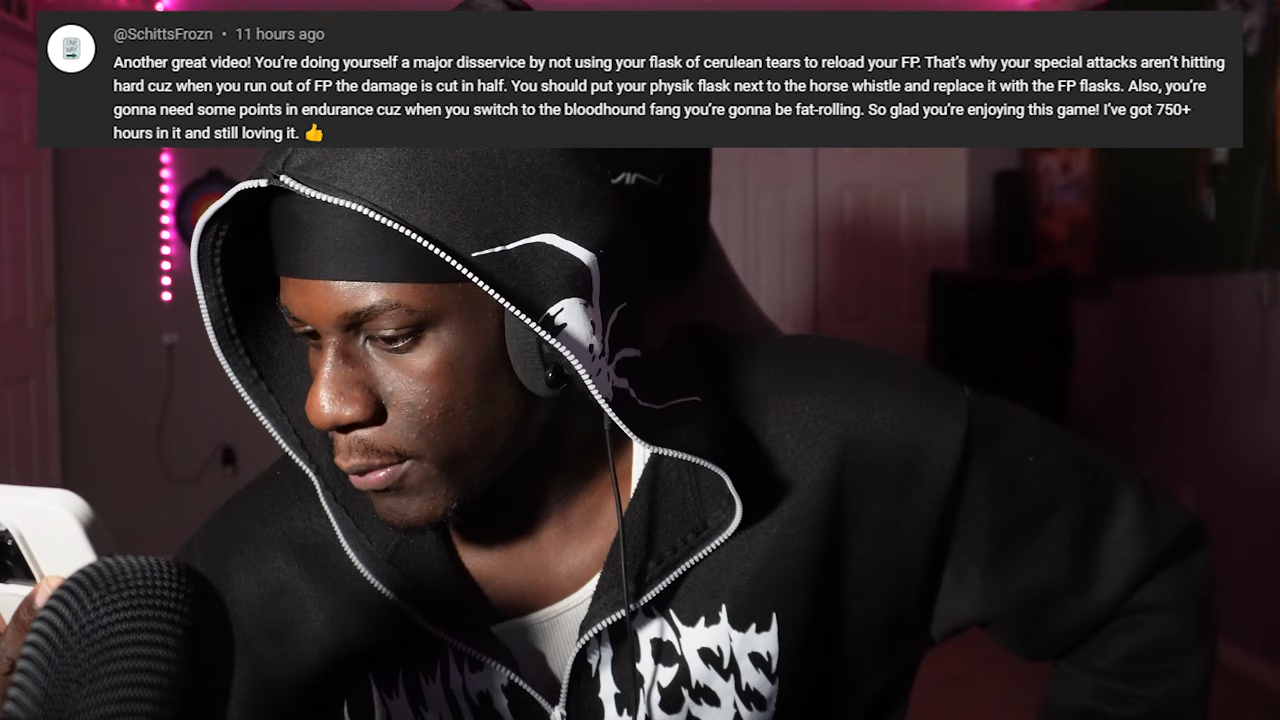 @SchittsFrozn • 11 hours ago
Another great video! You're doing yourself a major disservice by not using your flask of cerulean tears to reload your FP. That's why your special attacks aren't hitting
hard cuz when you run out of FP the damage is cut in half. You should put your physik flask next to the horse whistle and replace it with the FP flasks. Also, you're
gonna need some points in endurance cuz when you switch to the bloodhound fang you're gonna be fat-rolling. So glad you're enjoying this game! I've got 750+
hours in it and still loving it. 👍